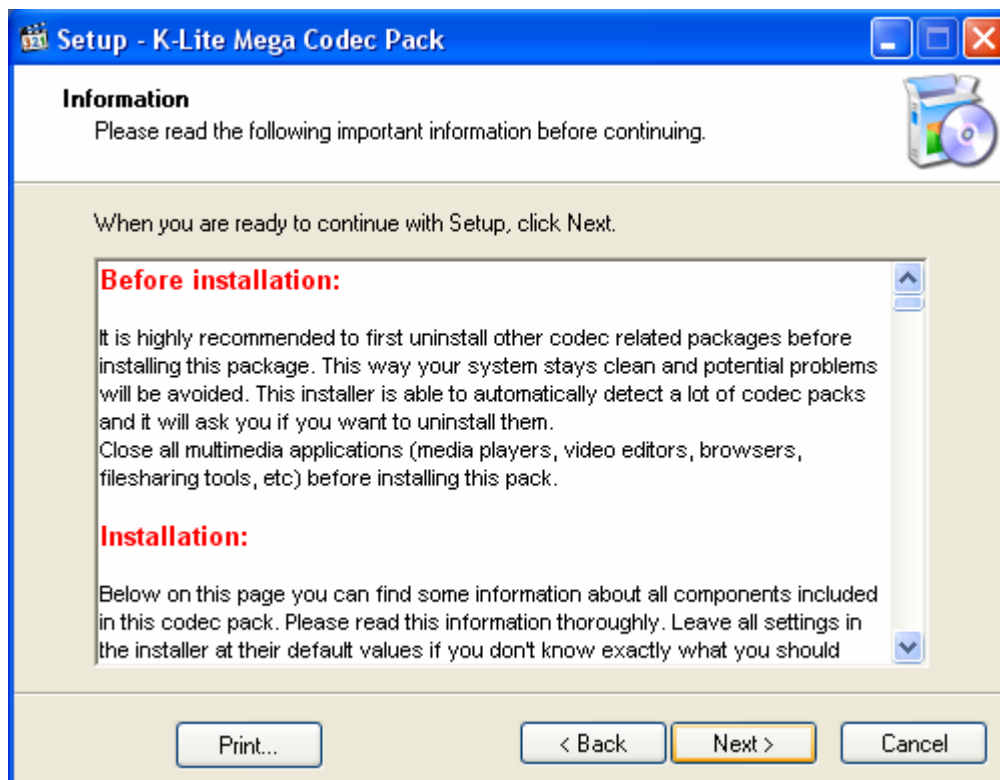 Setup - K-Lite Mega Codec Pack
Information
Please read the following important information before continuing.
When you are ready to continue with Setup, click Next.
Before installation:
It is highly recommended to first uninstall other codec related packages before
installing this package. This way your system stays clean and potential problems
will be avoided. This installer is able to automatically detect a lot of codec packs
and it will ask you if you want to uninstall them.
Close all multimedia applications (media players, video editors, browsers,
filesharing tools, etc) before installing this pack.
Installation:
Below on this page you can find some information about all components included
in this codec pack. Please read this information thoroughly. Leave all settings in
the installer at their default values if you don't know exactly what you should
Print...
< Back
Next >
Cancel